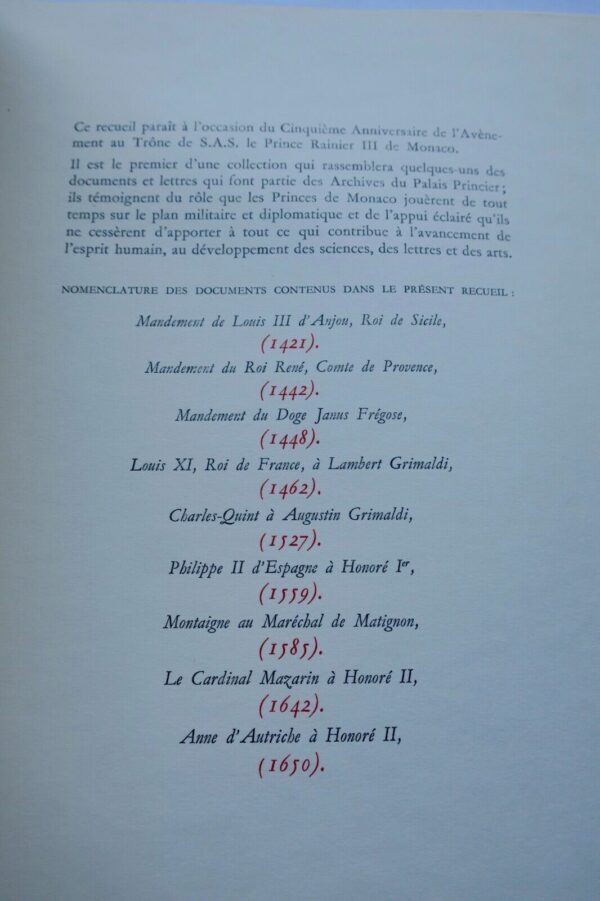 Ce recueil paraît à l'occasion du Cinquième Anniversaire de l'Avène-
ment au Trône de S.A.S. le Prince Rainier III de Monaco.
Il est le premier d'une collection qui rassemblera quelques-uns des
documents et lettres qui font partie des Archives du Palais Princier ;
ils témoignent du rôle que les Princes de Monaco jouèrent de tout
temps sur le plan militaire et diplomatique et de l'appui éclairé qu'ils
ne cessèrent d'apporter à tout ce qui contribue à l'avancement de
l'esprit humain, au développement des sciences, des lettres et des arts.
NOMENCLATURE DES DOCUMENTS CONTENUS DANS LE PRÉSENT RECUEIL :
Mandement de Louis III d'Anjou, Roi de Sicile,
(1421).
Mandement du Roi René, Comte de Provence,
(1442).
Mandement du Doge Janus Frégose,
(1448).
Louis XI, Roi de France, à Lambert Grimaldi,
(1462).
Charles-Quint à Augustin Grimaldi,
(1527).
Philippe II d'Espagne à Honoré Ier,
(1559).
Montaigne au Maréchal de Matignon,
(1585).
Le Cardinal Mazarin à Honoré II,
(1642).
Anne d'Autriche à Honoré II,
(1650).